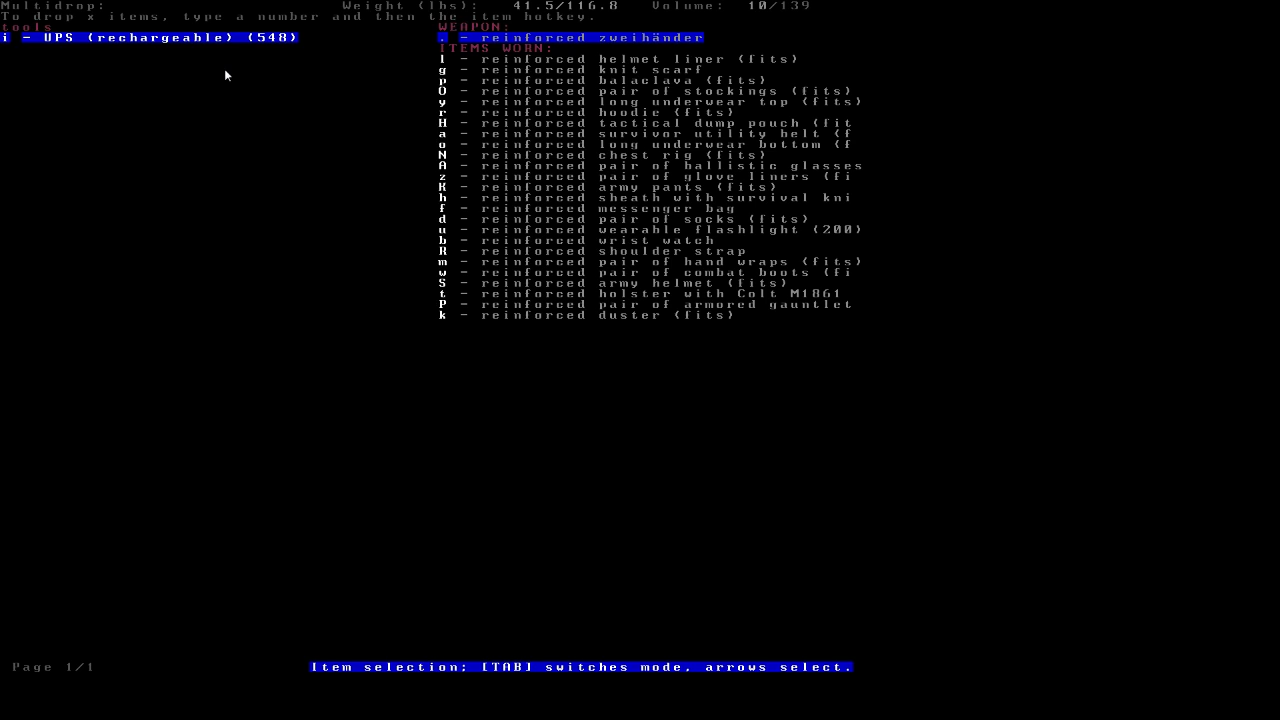 Multidrop: Weight (lbs): 41.5/116.8 Volume: 10/139
To drop x items, type a number and then the item hotkey.
tools
i - UPS (rechargeable) (548)
WEAPON:
. - reinforced zweihänder
ITEMS WORN:
l - reinforced helmet liner (fits)
g - reinforced knit scarf
p - reinforced balaclava (fits)
O - reinforced pair of stockings (fits)
y - reinforced long underwear top (fits)
r - reinforced hoodie (fits)
H - reinforced tactical dump pouch (fit
a - reinforced survivor utility belt (f
o - reinforced long underwear bottom (f
N - reinforced chest rig (fits)
A - reinforced pair of ballistic glasses
z - reinforced pair of glove liners (fi
K - reinforced army pants (fits)
h - reinforced sheath with survival kni
f - reinforced messenger bag
d - reinforced pair of socks (fits)
u - reinforced wearable flashlight (200)
b - reinforced wrist watch
R - reinforced shoulder strap
m - reinforced pair of hand wraps (fits)
w - reinforced pair of combat boots (fi
S - reinforced army helmet (fits)
t - reinforced holster with Colt M1861
P - reinforced pair of armored gauntlet
k - reinforced duster (fits)
Page 1/1
Item selection: [TAB] switches mode, arrows select.